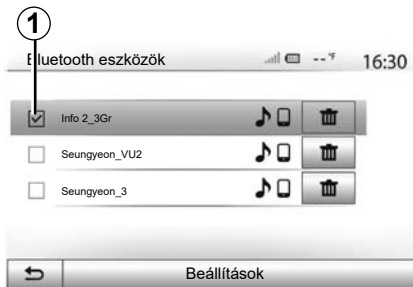 1
Bluetooth eszközök -- °F 16:30
Info 2_3Gr
Seungyeon_VU2
Seungyeon_3
Beállítások